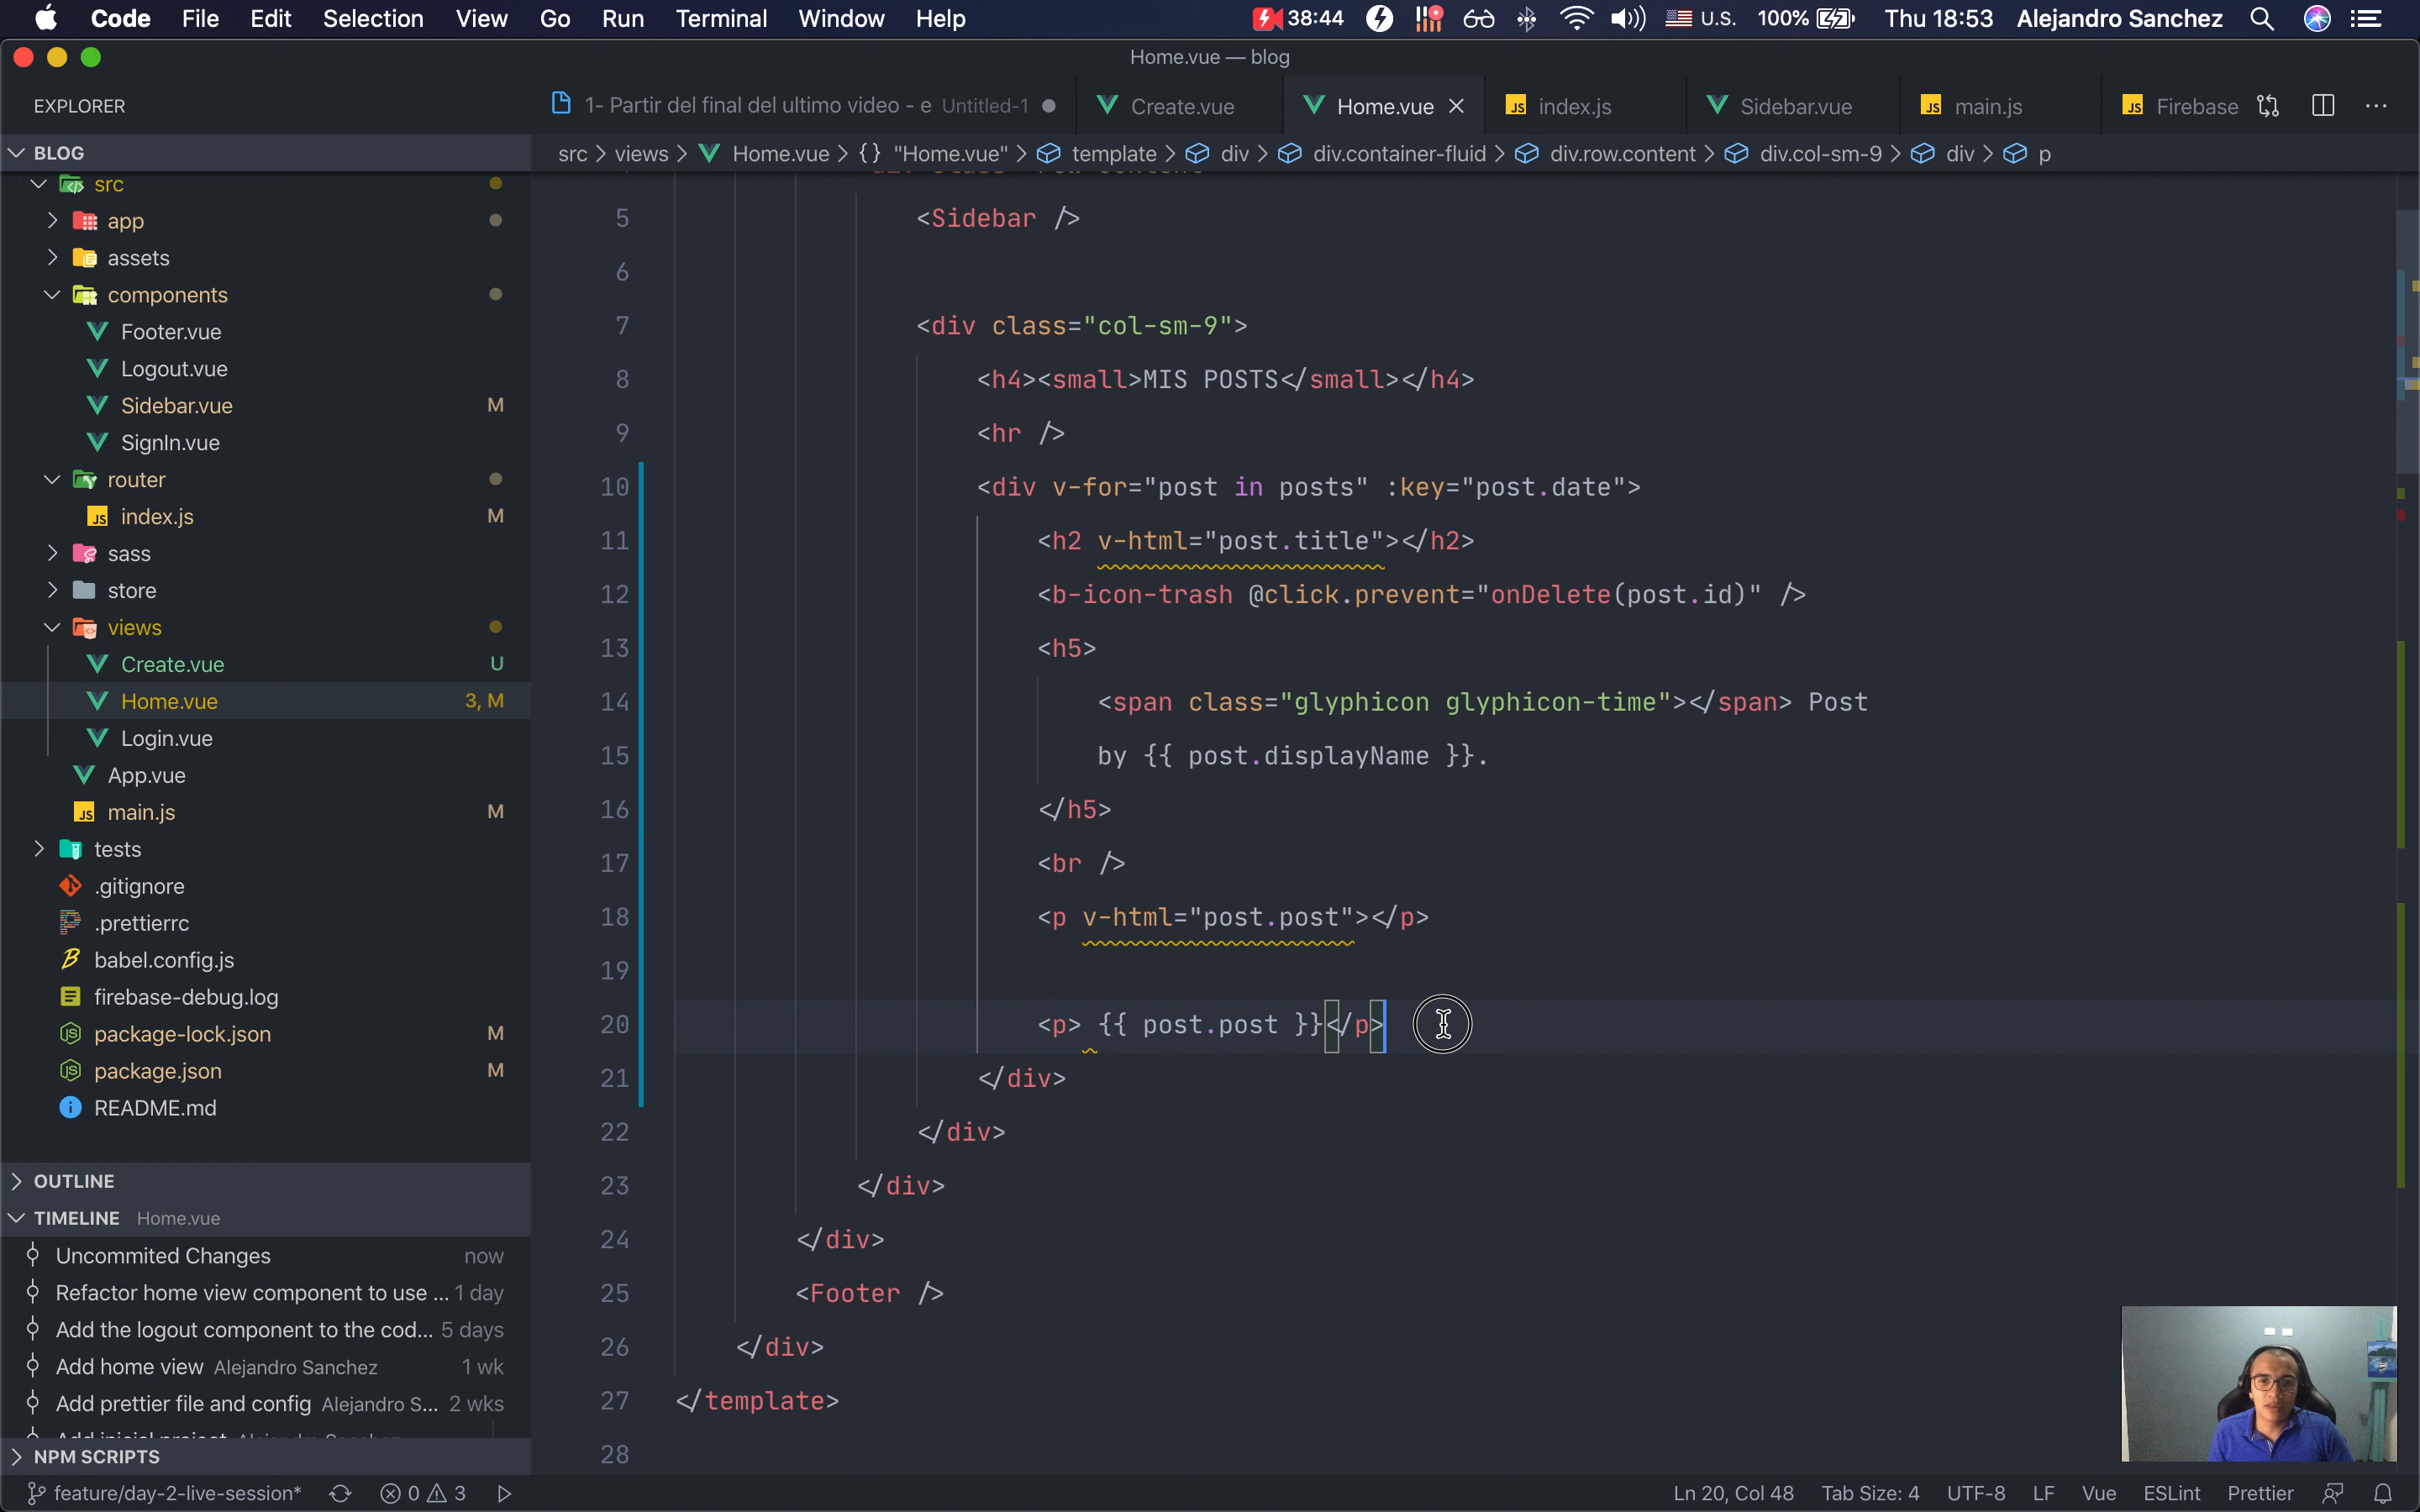 Code File Edit Selection View Go Run Terminal Window Help 38:44 U.S. 100% Thu 18:53 Alejandro Sanchez
Home.vue — blog
EXPLORER
1- Partir del final del ultimo video - e Untitled-1 Create.vue Home.vue index.js Sidebar.vue main.js Firebase
BLOG
src > views > Home.vue > {} "Home.vue" > template > div > div.container-fluid > div.row.content > div.col-sm-9 > div > p
src
app
assets
components
Footer.vue
Logout.vue
Sidebar.vue M
SignIn.vue
router
index.js M
sass
store
views
Create.vue U
Home.vue 3, M
Login.vue
App.vue
main.js M
tests
.gitignore
.prettierrc
babel.config.js
firebase-debug.log
package-lock.json M
package.json M
README.md
OUTLINE
TIMELINE Home.vue
Uncommited Changes now
Refactor home view component to use ... 1 day
Add the logout component to the cod... 5 days
Add home view Alejandro Sanchez 1 wk
Add prettier file and config Alejandro S... 2 wks
NPM SCRIPTS
5 <Sidebar />
6
7 <div class="col-sm-9">
8 <h4><small>MIS POSTS</small></h4>
9 <hr />
10 <div v-for="post in posts" :key="post.date">
11 <h2 v-html="post.title"></h2>
12 <b-icon-trash @click.prevent="onDelete(post.id)" />
13 <h5>
14 <span class="glyphicon glyphicon-time"></span> Post
15 by {{ post.displayName }}.
16 </h5>
17 <br />
18 <p v-html="post.post"></p>
19
20 <p> {{ post.post }}</p>
21 </div>
22 </div>
23 </div>
24 </div>
25 <Footer />
26 </div>
27 </template>
28
feature/day-2-live-session* 0 3 Ln 20, Col 48 Tab Size: 4 UTF-8 LF Vue ESLint Prettier